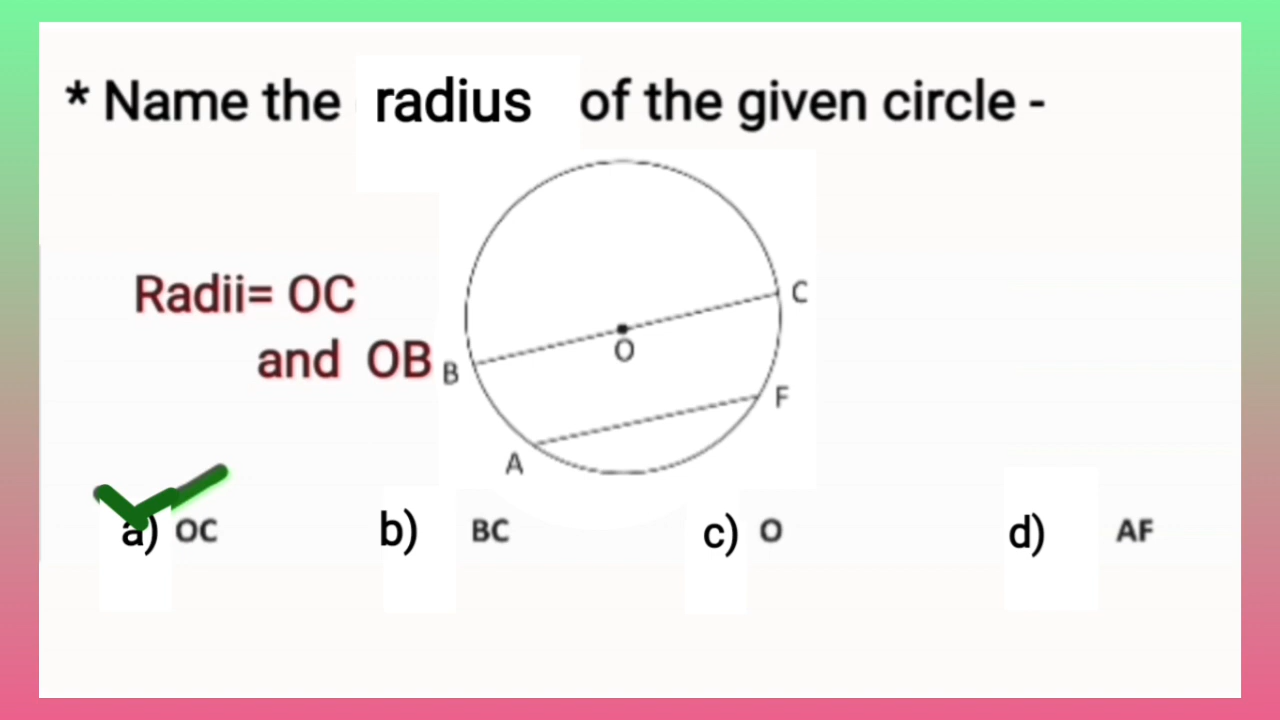 * Name the radius of the given circle -
C
Radii= OC
O
and OB
B
F
A
a) OC b) BC c) O d) AF